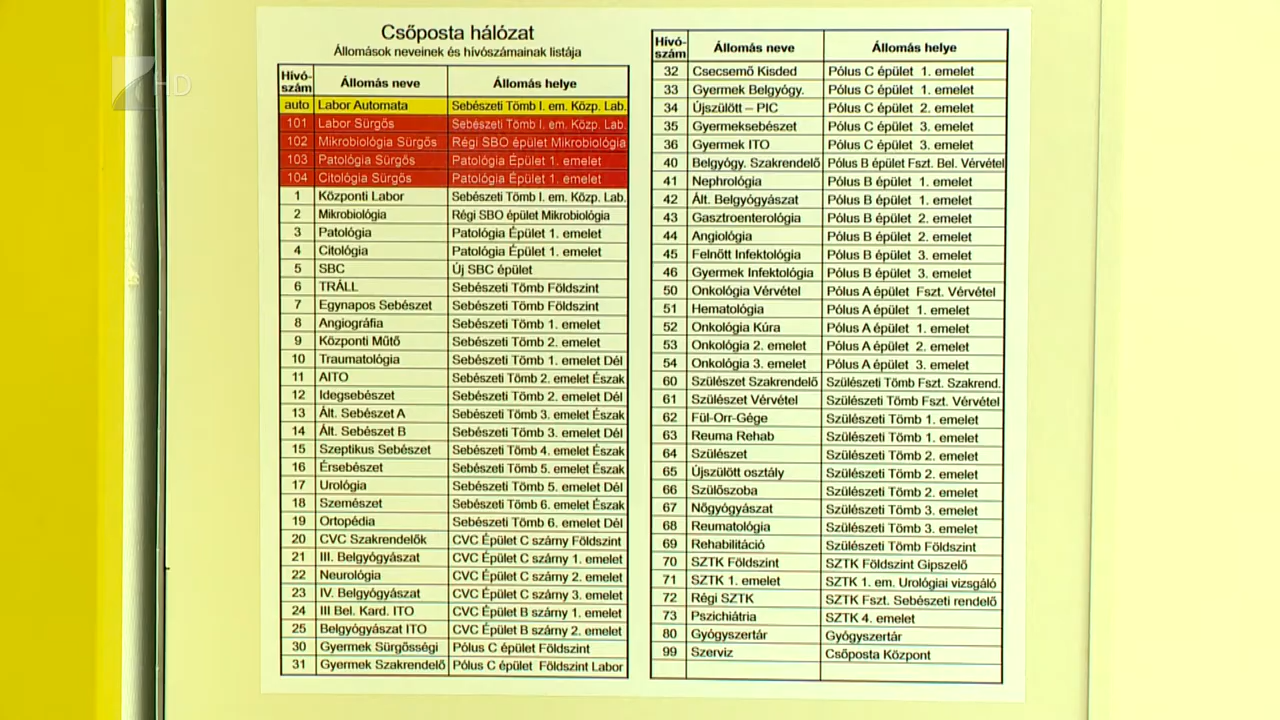 HD
Csőposta hálózat
Állomások neveinek és hívószámainak listája
Hívó-szám Állomás neve Állomás helye
auto Labor Automata Sebészeti Tömb I. em. Közp. Lab.
101 Labor Sürgős Sebészeti Tömb I. em. Közp. Lab.
102 Mikrobiológia Sürgős Régi SBO épület Mikrobiológia
103 Patológia Sürgős Patológia Épület 1. emelet
104 Citológia Sürgős Patológia Épület 1. emelet
1 Központi Labor Sebészeti Tömb I. em. Közp. Lab.
2 Mikrobiológia Régi SBO épület Mikrobiológia
3 Patológia Patológia Épület 1. emelet
4 Citológia Patológia Épület 1. emelet
5 SBC Új SBC épület
6 TRÁLL Sebészeti Tömb Földszint
7 Egynapos Sebészet Sebészeti Tömb Földszint
8 Angiográfia Sebészeti Tömb 1. emelet
9 Központi Műtő Sebészeti Tömb 2. emelet
10 Traumatológia Sebészeti Tömb 1. emelet Dél
11 AITO Sebészeti Tömb 2. emelet Észak
12 Idegsebészet Sebészeti Tömb 2. emelet Dél
13 Ált. Sebészet A Sebészeti Tömb 3. emelet Észak
14 Ált. Sebészet B Sebészeti Tömb 3. emelet Dél
15 Szeptikus Sebészet Sebészeti Tömb 4. emelet Észak
16 Érsebészet Sebészeti Tömb 5. emelet Észak
17 Urológia Sebészeti Tömb 5. emelet Dél
18 Szemészet Sebészeti Tömb 6. emelet Észak
19 Ortopédia Sebészeti Tömb 6. emelet Dél
20 CVC Szakrendelők CVC Épület C szárny Földszint
21 III. Belgyógyászat CVC Épület C szárny 1. emelet
22 Neurológia CVC Épület C szárny 2. emelet
23 IV. Belgyógyászat CVC Épület C szárny 3. emelet
24 III Bel. Kard. ITO CVC Épület B szárny 1. emelet
25 Belgyógyászat ITO CVC Épület B szárny 2. emelet
30 Gyermek Sürgősségi Pólus C épület Földszint
31 Gyermek Szakrendelő Pólus C épület Földszint Labor
Hívó-szám Állomás neve Állomás helye
32 Csecsemő Kisded Pólus C épület 1. emelet
33 Gyermek Belgyógy. Pólus C épület 1. emelet
34 Újszülött – PIC Pólus C épület 2. emelet
35 Gyermeksebészet Pólus C épület 3. emelet
36 Gyermek ITO Pólus C épület 3. emelet
40 Belgyógy. Szakrendelő Pólus B épület Fszt. Bel. Vérvétel
41 Nephrológia Pólus B épület 1. emelet
42 Ált. Belgyógyászat Pólus B épület 1. emelet
43 Gasztroenterológia Pólus B épület 2. emelet
44 Angiológia Pólus B épület 2. emelet
45 Felnőtt Infektológia Pólus B épület 3. emelet
46 Gyermek Infektológia Pólus B épület 3. emelet
50 Onkológia Vérvétel Pólus A épület Fszt. Vérvétel
51 Hematológia Pólus A épület 1. emelet
52 Onkológia Kúra Pólus A épület 1. emelet
53 Onkológia 2. emelet Pólus A épület 2. emelet
54 Onkológia 3. emelet Pólus A épület 3. emelet
60 Szülészet Szakrendelő Szülészeti Tömb Fszt. Szakrend.
61 Szülészet Vérvétel Szülészeti Tömb Fszt. Vérvétel
62 Fül-Orr-Gége Szülészeti Tömb 1. emelet
63 Reuma Rehab Szülészeti Tömb 1. emelet
64 Szülészet Szülészeti Tömb 2. emelet
65 Újszülött osztály Szülészeti Tömb 2. emelet
66 Szülőszoba Szülészeti Tömb 2. emelet
67 Nőgyógyászat Szülészeti Tömb 3. emelet
68 Reumatológia Szülészeti Tömb 3. emelet
69 Rehabilitáció Szülészeti Tömb Földszint
70 SZTK Földszint SZTK Földszint Gipszelő
71 SZTK 1. emelet SZTK 1. em. Urológiai vizsgáló
72 Régi SZTK SZTK Fszt. Sebészeti rendelő
73 Pszichiátria SZTK 4. emelet
80 Gyógyszertár Gyógyszertár
99 Szerviz Csőposta Központ